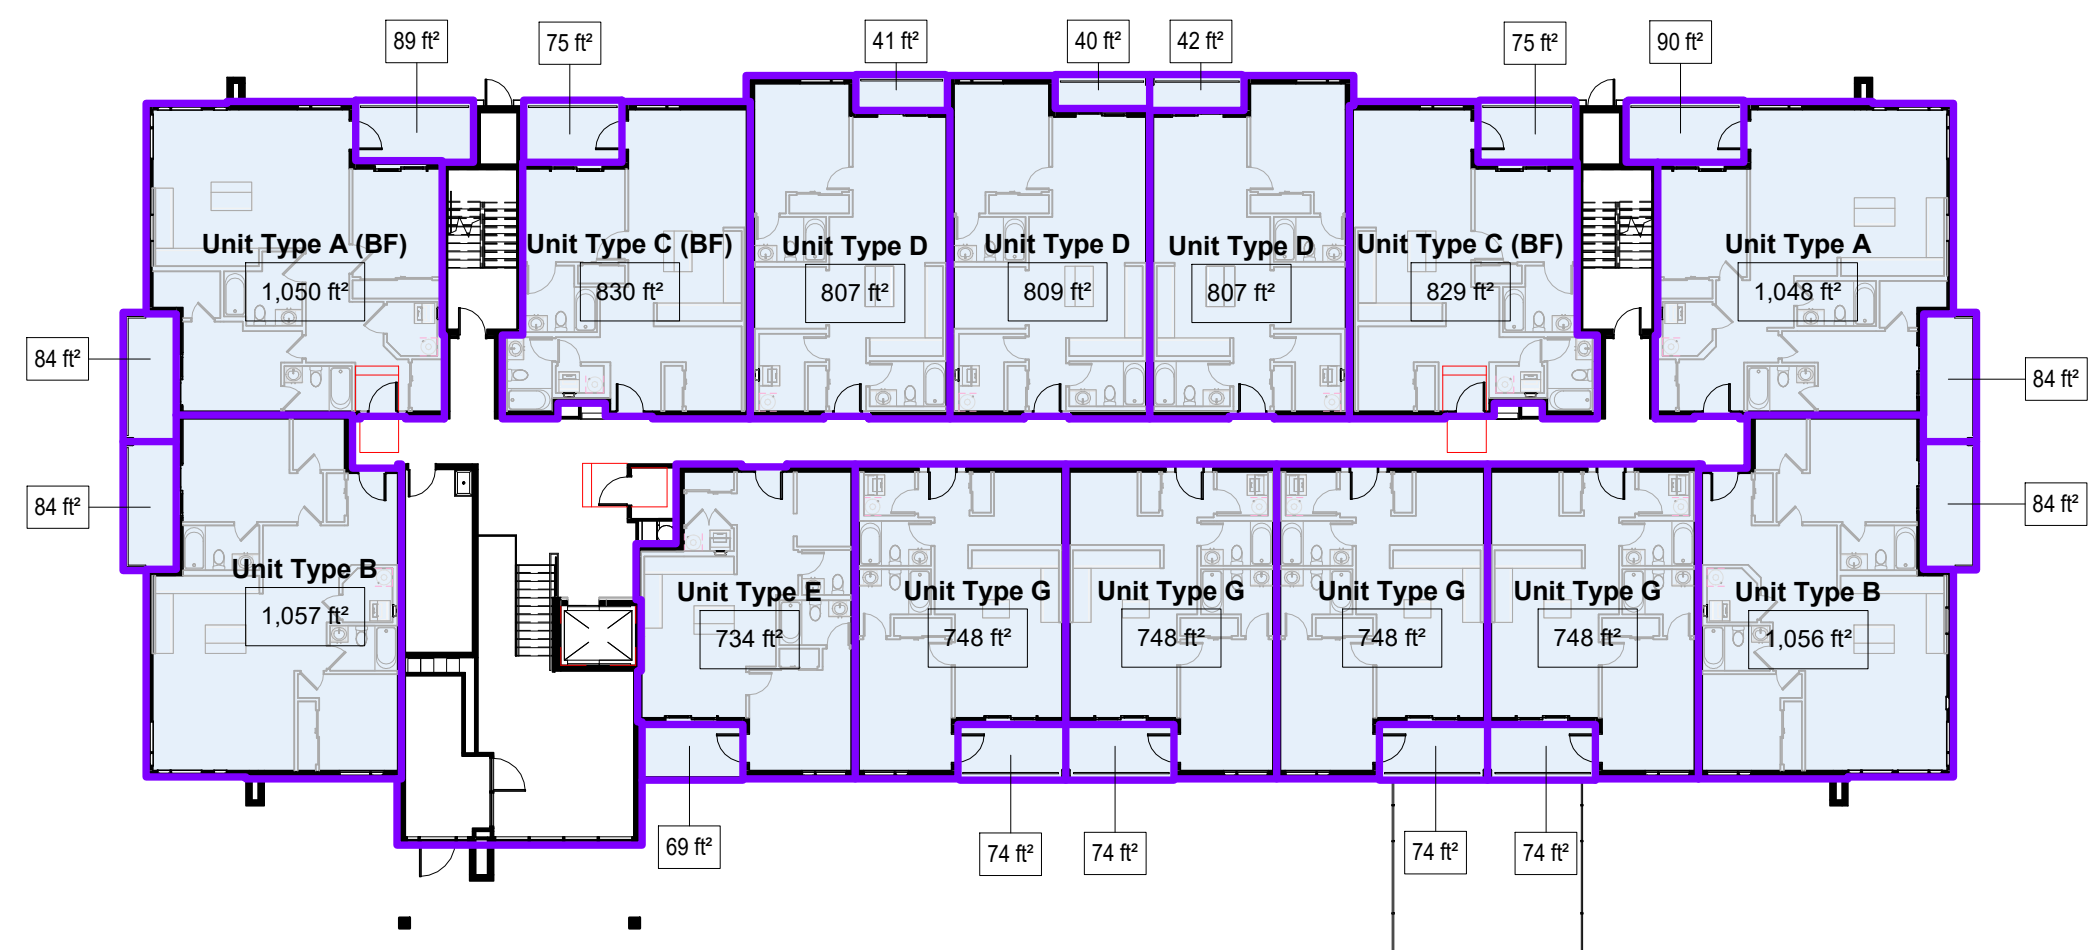 89 ft²
75 ft²
41 ft²
40 ft²
42 ft²
75 ft²
90 ft²
Unit Type A (BF)
1,050 ft²
Unit Type C (BF)
830 ft²
Unit Type D
807 ft²
Unit Type D
809 ft²
Unit Type D
807 ft²
Unit Type C (BF)
829 ft²
Unit Type A
1,048 ft²
84 ft²
84 ft²
84 ft²
84 ft²
Unit Type B
1,057 ft²
Unit Type E
734 ft²
Unit Type G
748 ft²
Unit Type G
748 ft²
Unit Type G
748 ft²
Unit Type G
748 ft²
Unit Type B
1,056 ft²
69 ft²
74 ft²
74 ft²
74 ft²
74 ft²